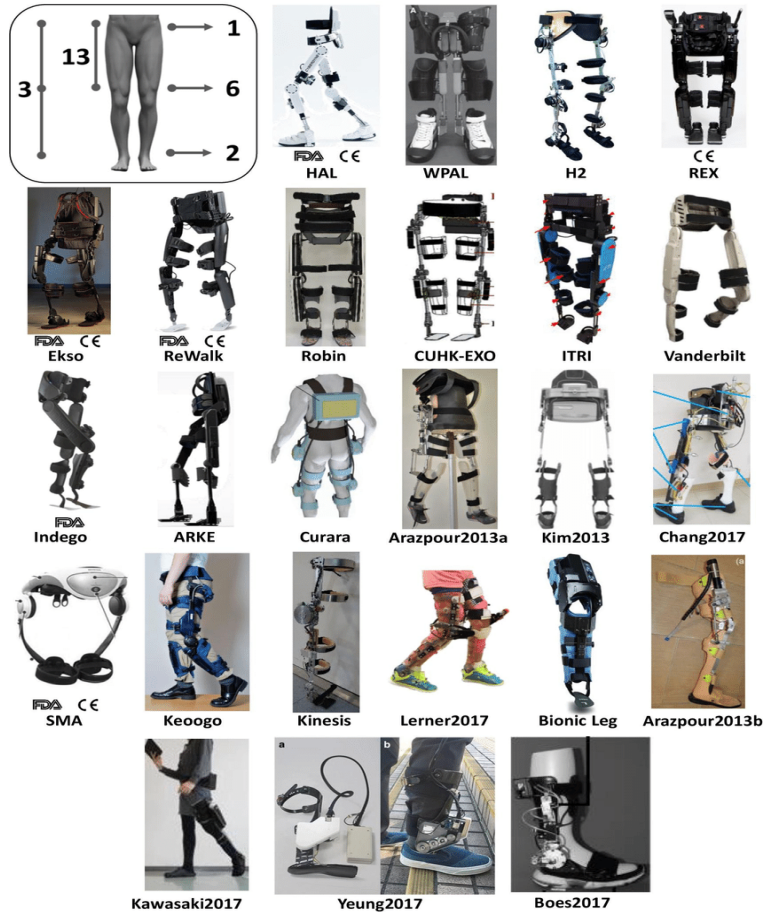 1
13
3
6
2
A
FDA CE
HAL
WPAL
H2
CE
REX
FDA CE
Ekso
FDA CE
ReWalk
Robin
CUHK-EXO
ITRI
Vanderbilt
FDA
Indego
ARKE
Curara
Arazpour2013a
Kim2013
Chang2017
FDA CE
SMA
Keoogo
Kinesis
Lerner2017
Bionic Leg
(a
Arazpour2013b
Kawasaki2017
a
b
Yeung2017
Boes2017